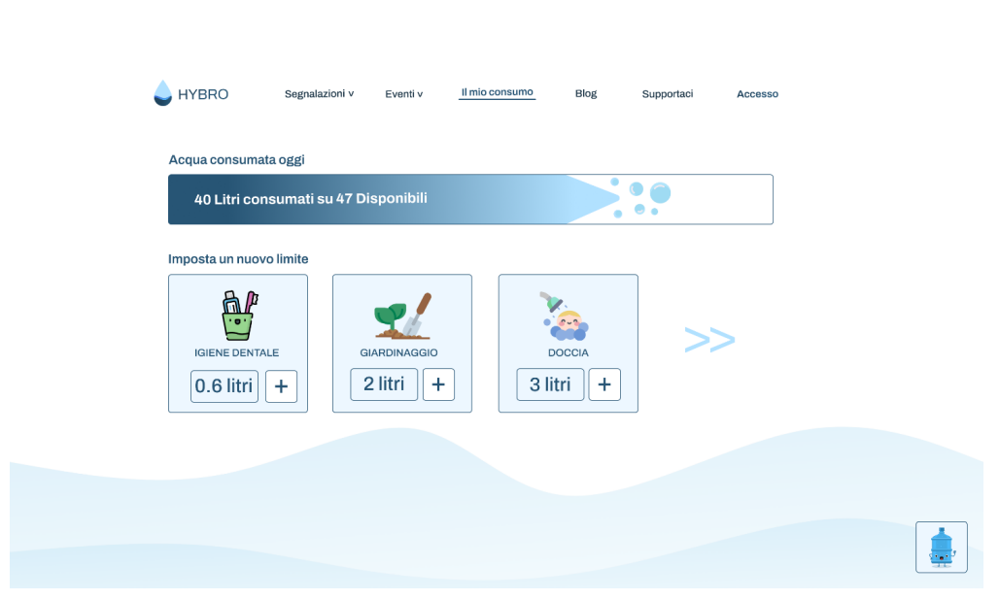 HYBRO
Segnalazioni v
Eventi v
Il mio consumo
Blog
Supportaci
Accesso
Acqua consumata oggi
40 Litri consumati su 47 Disponibili
Imposta un nuovo limite
IGIENE DENTALE
0.6 litri
+
GIARDINAGGIO
2 litri
+
DOCCIA
3 litri
+
>>